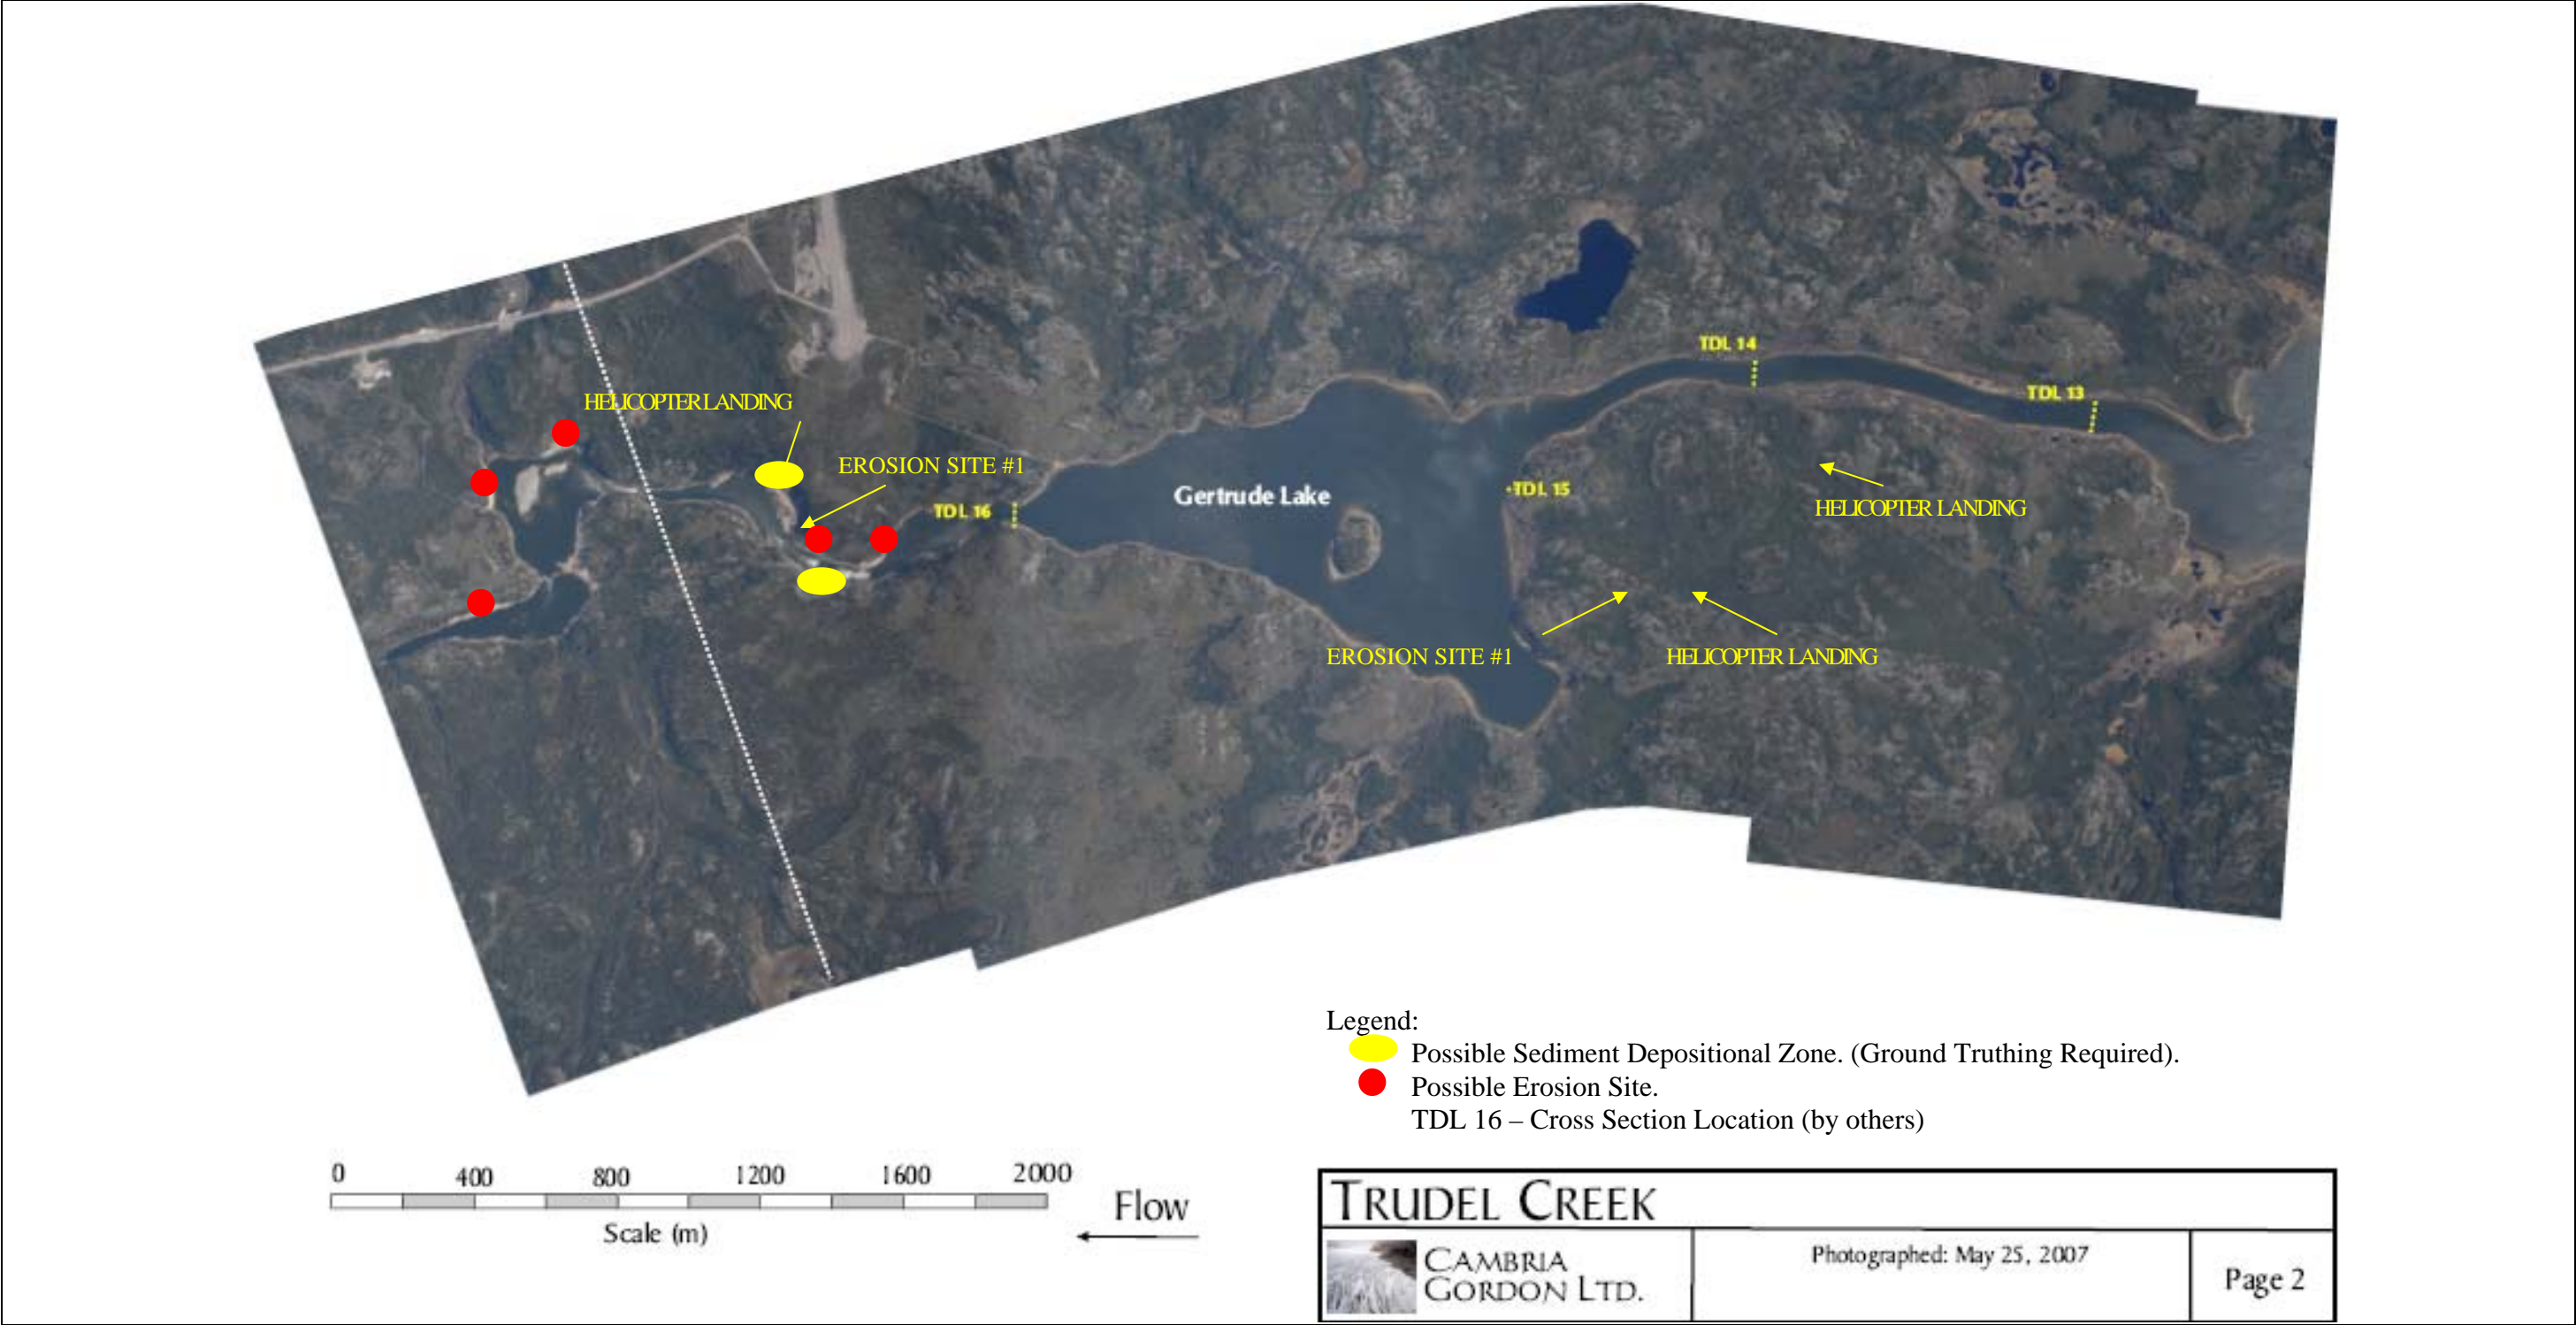 TDL 14
TDL 13
HELICOPTER LANDING
EROSION SITE #1
TDL 16
Gertrude Lake
TDL 15
HELICOPTER LANDING
EROSION SITE #1
HELICOPTER LANDING
Legend:
Possible Sediment Depositional Zone. (Ground Truthing Required).
Possible Erosion Site.
TDL 16 – Cross Section Location (by others)
0 400 800 1200 1600 2000
Scale (m)
Flow
TRUDEL CREEK
CAMBRIA
GORDON LTD.
Photographed: May 25, 2007
Page 2